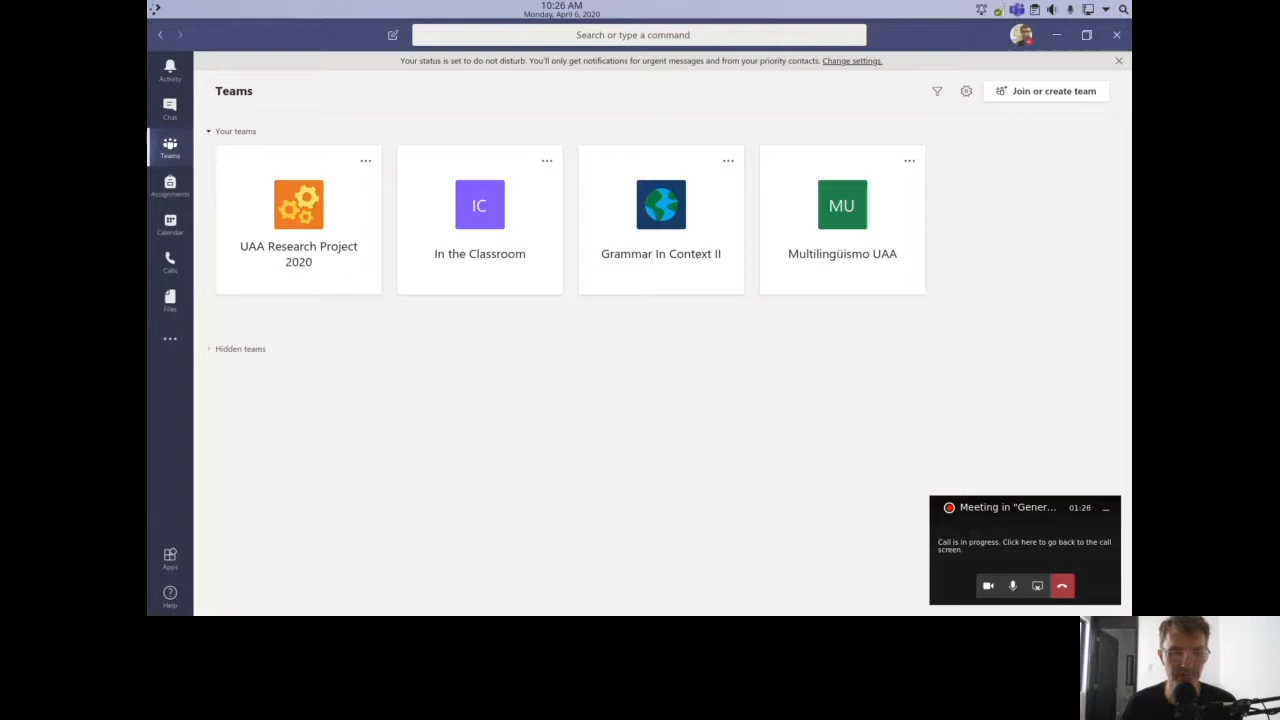 10:26 AM
Monday, April 6, 2020
Search or type a command
Your status is set to do not disturb. You'll only get notifications for urgent messages and from your priority contacts. Change settings.
Activity
Chat
Teams
Assignments
Calendar
Calls
Files
Apps
Help
Teams
Join or create team
Your teams
UAA Research Project
2020
IC
In the Classroom
Grammar In Context II
MU
Multilingüismo UAA
Hidden teams
Meeting in "Gener... 01:26
Call is in progress. Click here to go back to the call
screen.